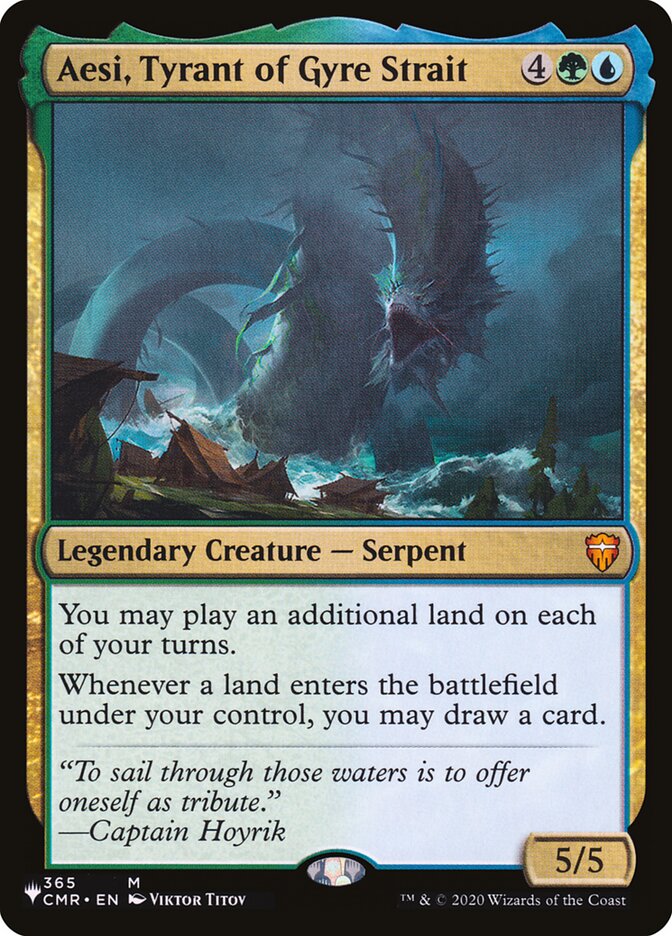 Aesi, Tyrant of Gyre Strait 4
Legendary Creature — Serpent
You may play an additional land on each
of your turns.
Whenever a land enters the battlefield
under your control, you may draw a card.
“To sail through those waters is to offer
oneself as tribute.”
—Captain Hoyrik
5/5
365 M
CMR • EN Viktor Titov
™ & © 2020 Wizards of the Coast